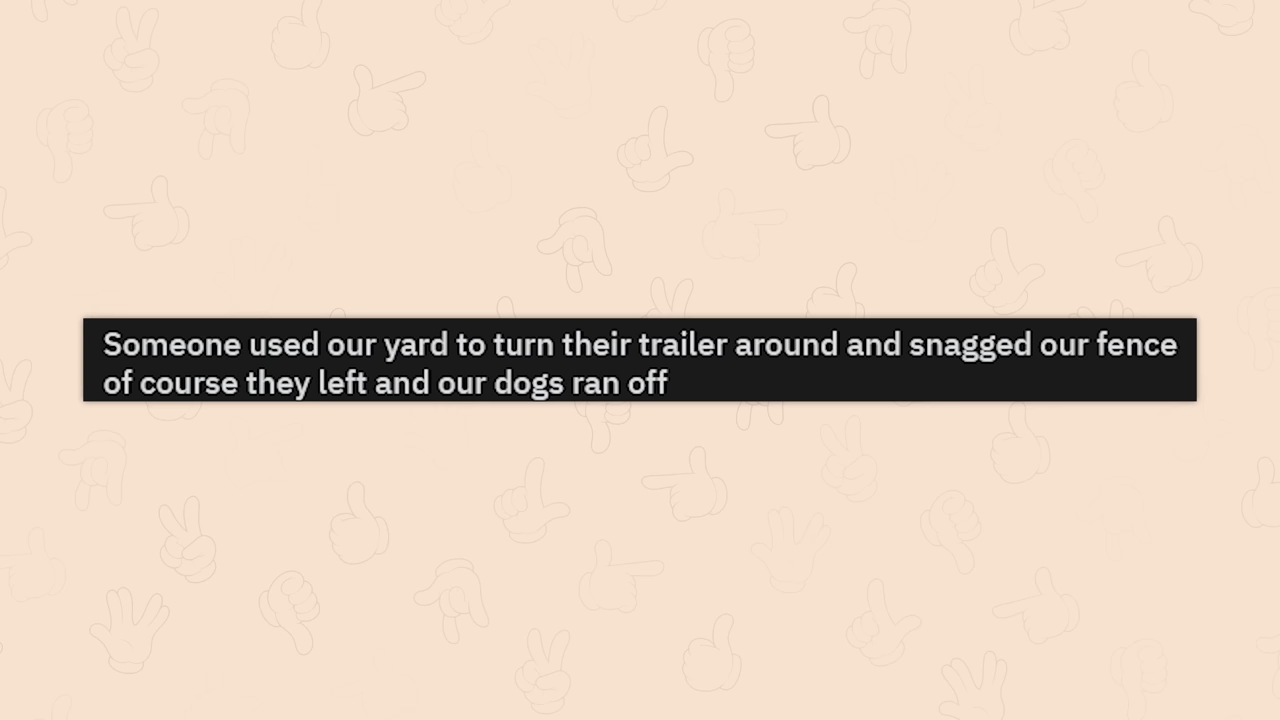 Someone used our yard to turn their trailer around and snagged our fence
of course they left and our dogs ran off